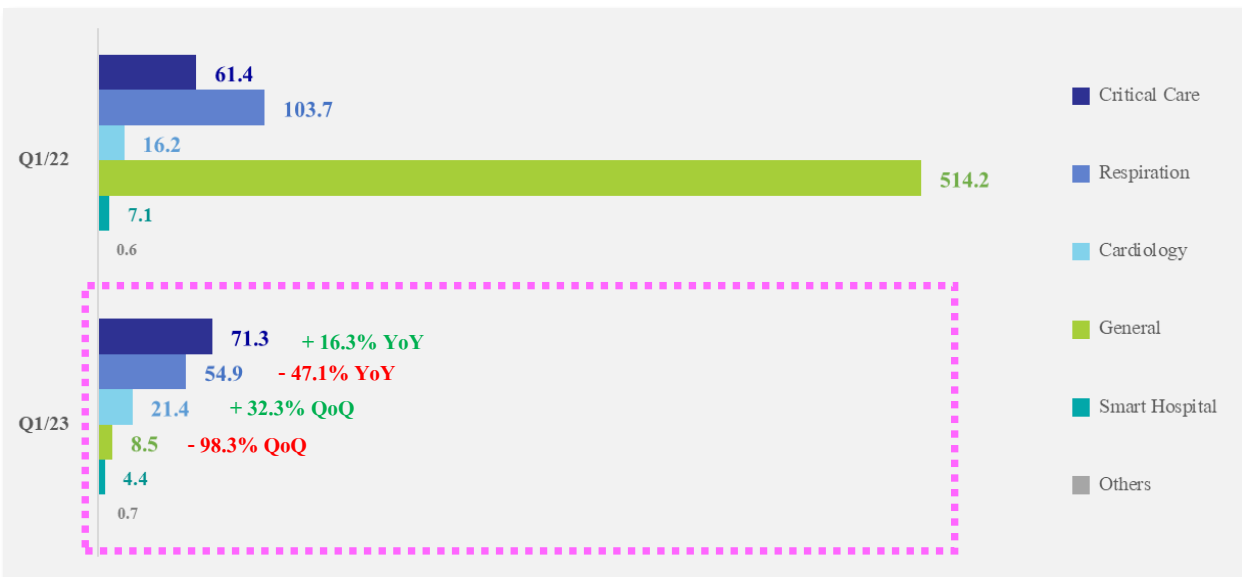 61.4
103.7
16.2
Q1/22
514.2
7.1
0.6
71.3 + 16.3% YoY
54.9 - 47.1% YoY
21.4 + 32.3% QoQ
Q1/23
8.5 - 98.3% QoQ
4.4
0.7
Critical Care
Respiration
Cardiology
General
Smart Hospital
Others